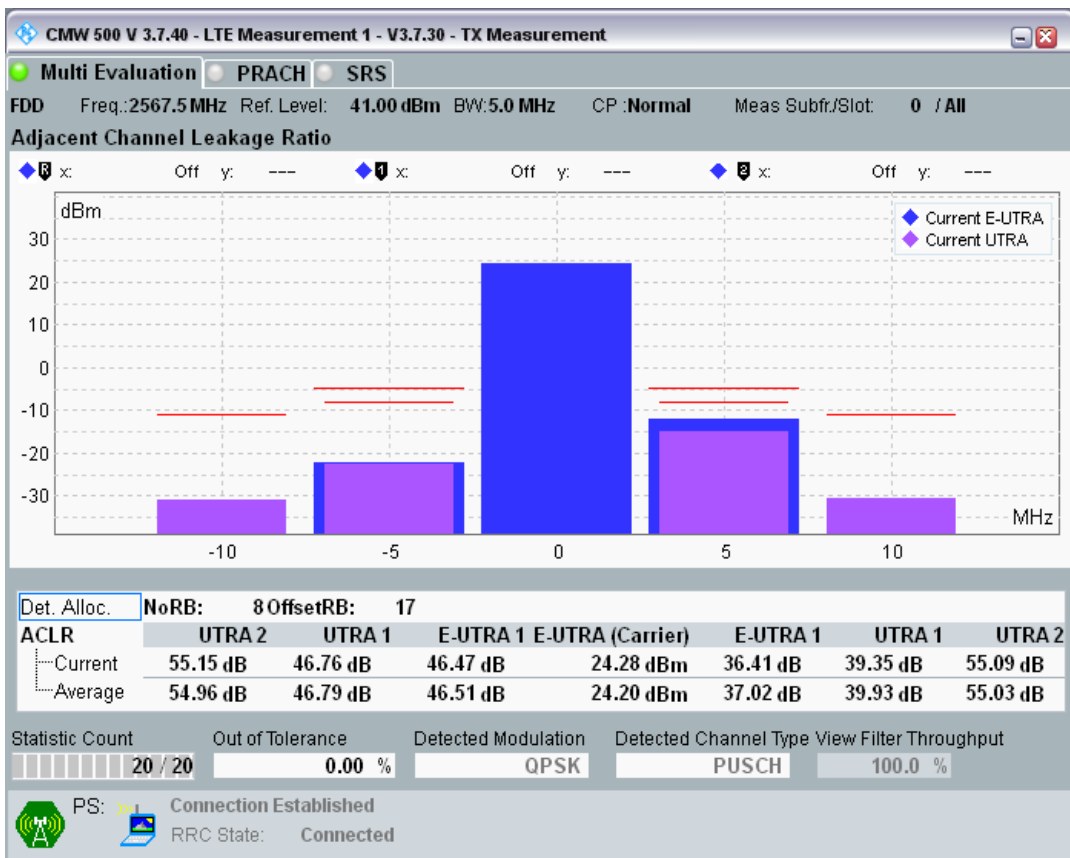 CMW 500 V 3.7.40 - LTE Measurement 1 - V3.7.30 - TX Measurement
Multi Evaluation PRACH SRS
FDD Freq.:2567.5 MHz Ref. Level: 41.00 dBm BW:5.0 MHz CP :Normal Meas Subfr./Slot: 0 / All
Adjacent Channel Leakage Ratio
R x: Off y: --- 1 x: Off y: --- 2 x: Off y: ---
dBm
Current E-UTRA
Current UTRA
30
20
10
0
-10
-20
-30
MHz
-10 -5 0 5 10
Det. Alloc. NoRB: 8 OffsetRB: 17
ACLR UTRA 2 UTRA 1 E-UTRA 1 E-UTRA (Carrier) E-UTRA 1 UTRA 1 UTRA 2
Current 55.15 dB 46.76 dB 46.47 dB 24.28 dBm 36.41 dB 39.35 dB 55.09 dB
Average 54.96 dB 46.79 dB 46.51 dB 24.20 dBm 37.02 dB 39.93 dB 55.03 dB
Statistic Count Out of Tolerance Detected Modulation Detected Channel Type View Filter Throughput
20 / 20 0.00 % QPSK PUSCH 100.0 %
PS: Connection Established
RRC State: Connected